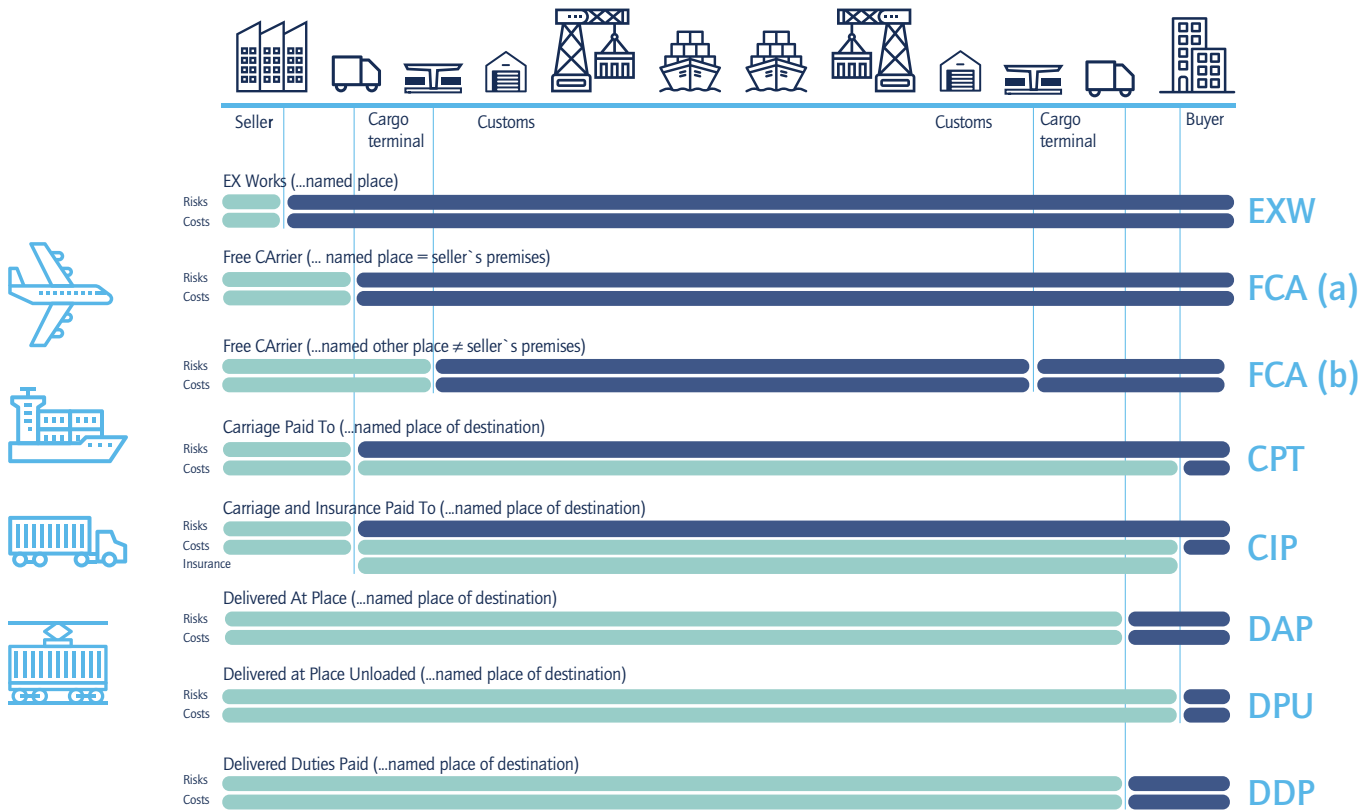 Seller
Cargo
terminal
Customs
Customs
Cargo
terminal
Buyer
EX Works (...named place)
Risks
Costs
EXW
Free CArrier (... named place = seller`s premises)
Risks
Costs
FCA (a)
Free CArrier (...named other place ≠ seller`s premises)
Risks
Costs
FCA (b)
Carriage Paid To (...named place of destination)
Risks
Costs
CPT
Carriage and Insurance Paid To (...named place of destination)
Risks
Costs
Insurance
CIP
Delivered At Place (...named place of destination)
Risks
Costs
DAP
Delivered at Place Unloaded (...named place of destination)
Risks
Costs
DPU
Delivered Duties Paid (...named place of destination)
Risks
Costs
DDP